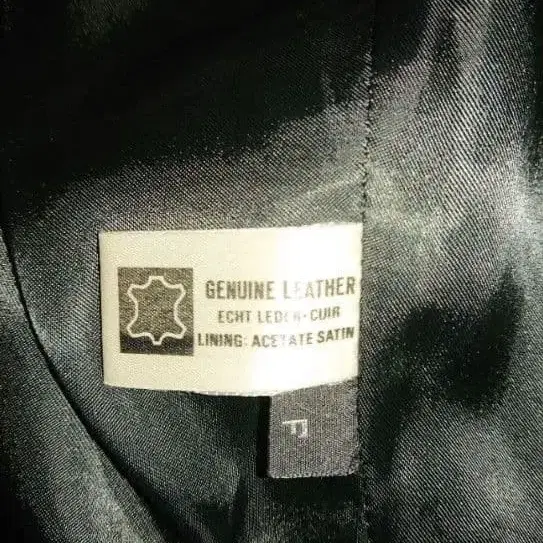 GENUINE LEATHER
ECHT LEDER·CUIR
LINING: ACETATE SATIN
F